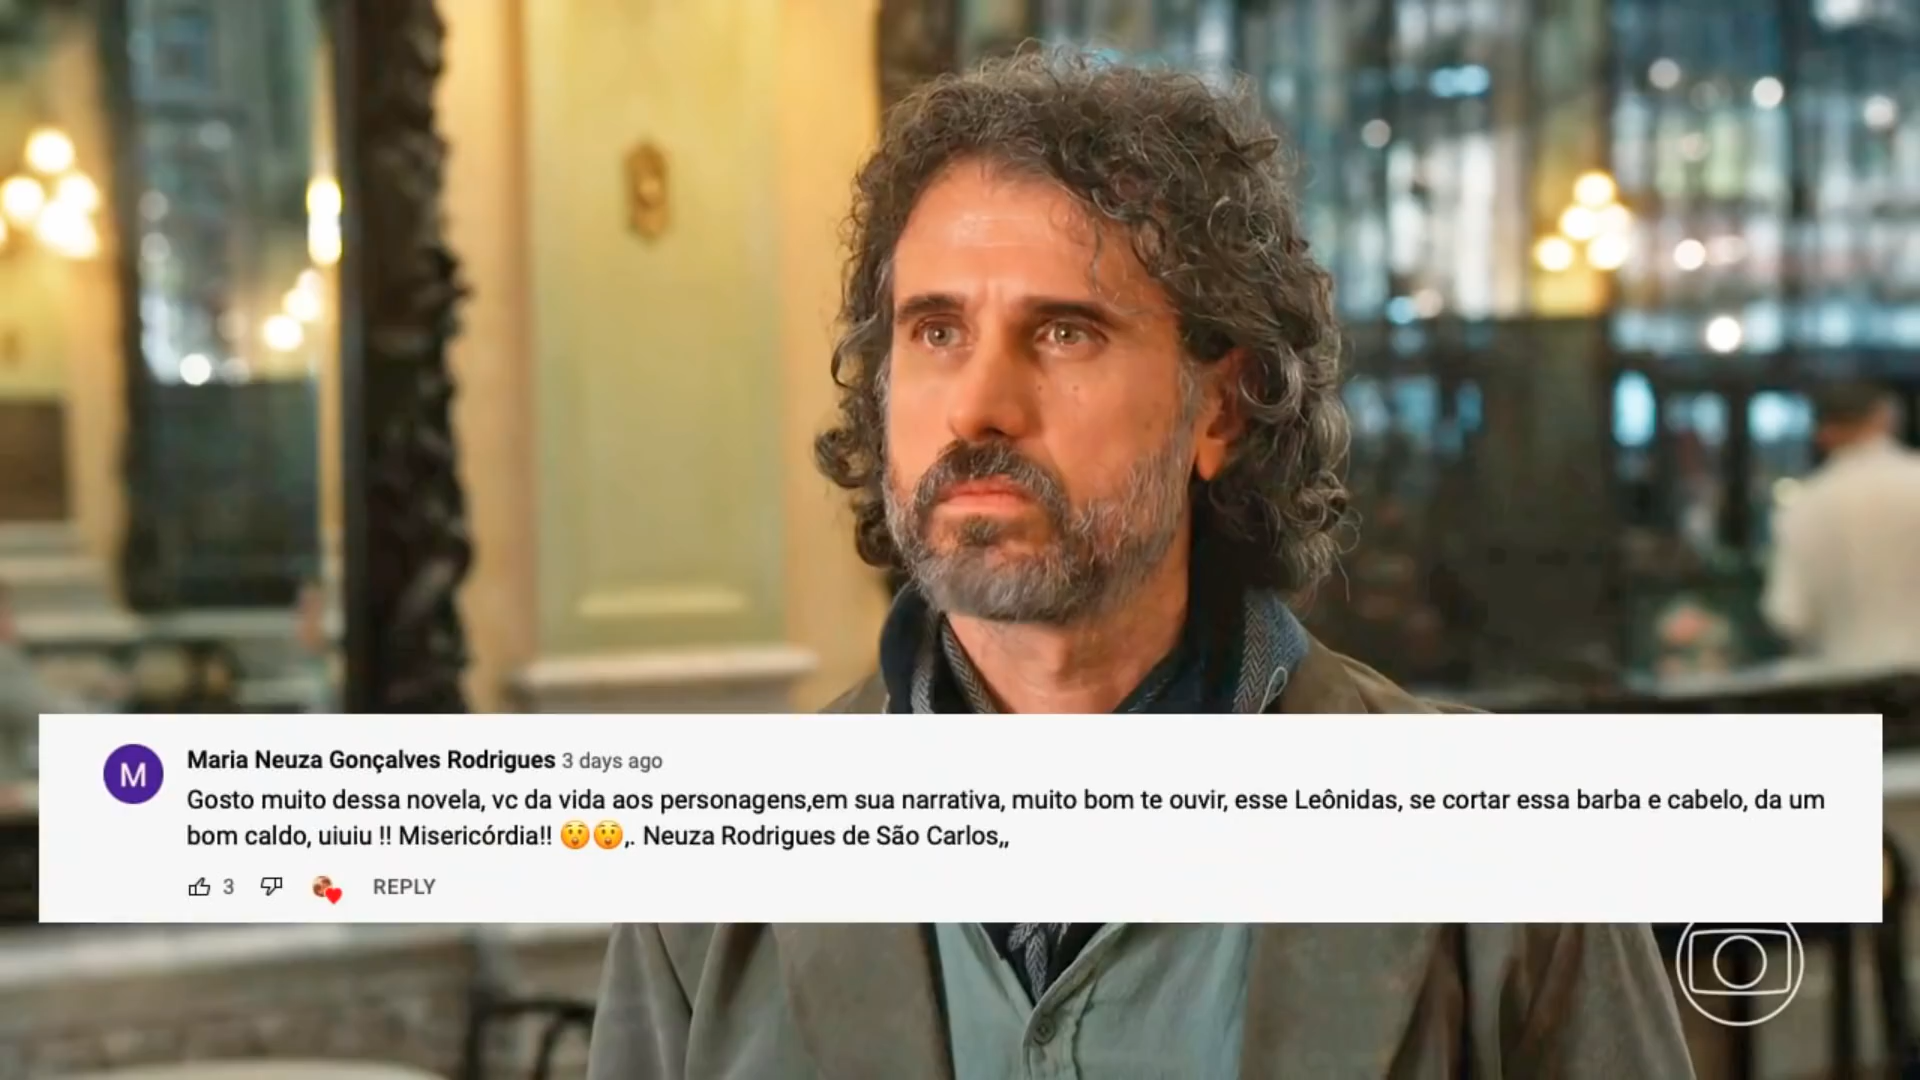 M
Maria Neuza Gonçalves Rodrigues 3 days ago
Gosto muito dessa novela, vc da vida aos personagens,em sua narrativa, muito bom te ouvir, esse Leônidas, se cortar essa barba e cabelo, da um
bom caldo, uiuiu !! Misericórdia!! 😲😲,. Neuza Rodrigues de São Carlos,,
3 REPLY